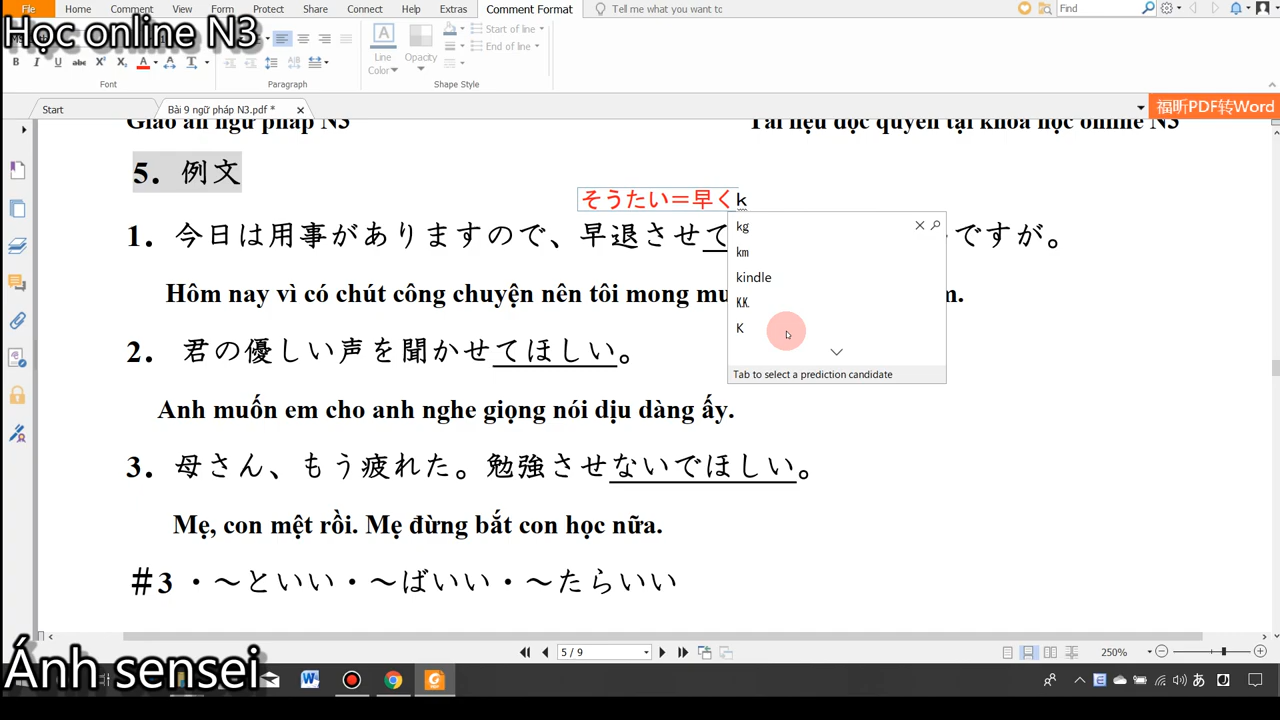 File Home Comment View Form Protect Share Connect Help Extras Comment Format Tell me what you want tc Find
Học online N3
B I U abc X² X₂ A A T
Line Color
Opacity
Start of line
End of line
Font Paragraph Shape Style
Start Bài 9 ngữ pháp N3.pdf * 福昕PDF转Word
Giáo án ngữ pháp N3 Tài liệu độc quyền tại khóa học online N5
5．例文
そうたい＝早くｋ
1．今日は用事がありますので、早退させて ですが。
kg
km
kindle
K.K.
K
Tab to select a prediction candidate
Hôm nay vì có chút công chuyện nên tôi mong mu m.
2． 君の優しい声を聞かせてほしい。
Anh muốn em cho anh nghe giọng nói dịu dàng ấy.
3．母さん、もう疲れた。勉強させないでほしい。
Mẹ, con mệt rồi. Mẹ đừng bắt con học nữa.
＃3・～といい・～ばいい・～たらいい
5 / 9 250%
Ánh sensei
あ